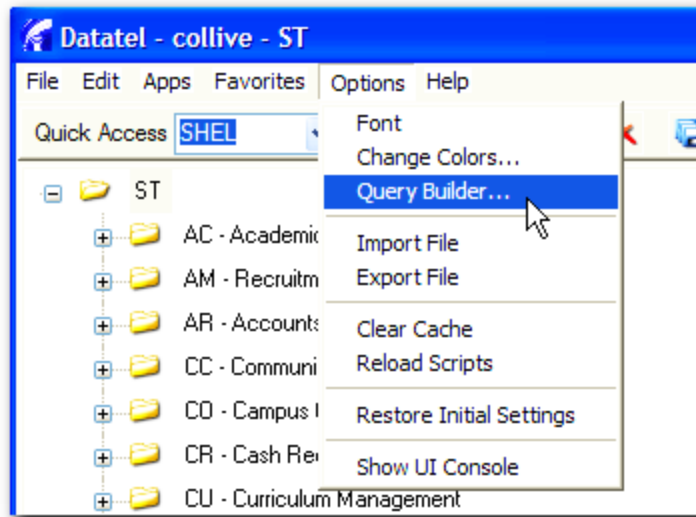 Datatel - collive - ST
File Edit Apps Favorites Options Help
Quick Access SHEL
Font
Change Colors...
Query Builder...
Import File
Export File
Clear Cache
Reload Scripts
Restore Initial Settings
Show UI Console
ST
AC - Academic
AM - Recruitm
AR - Accounts
CC - Communi
CO - Campus
CR - Cash Re
CU - Curriculum Management